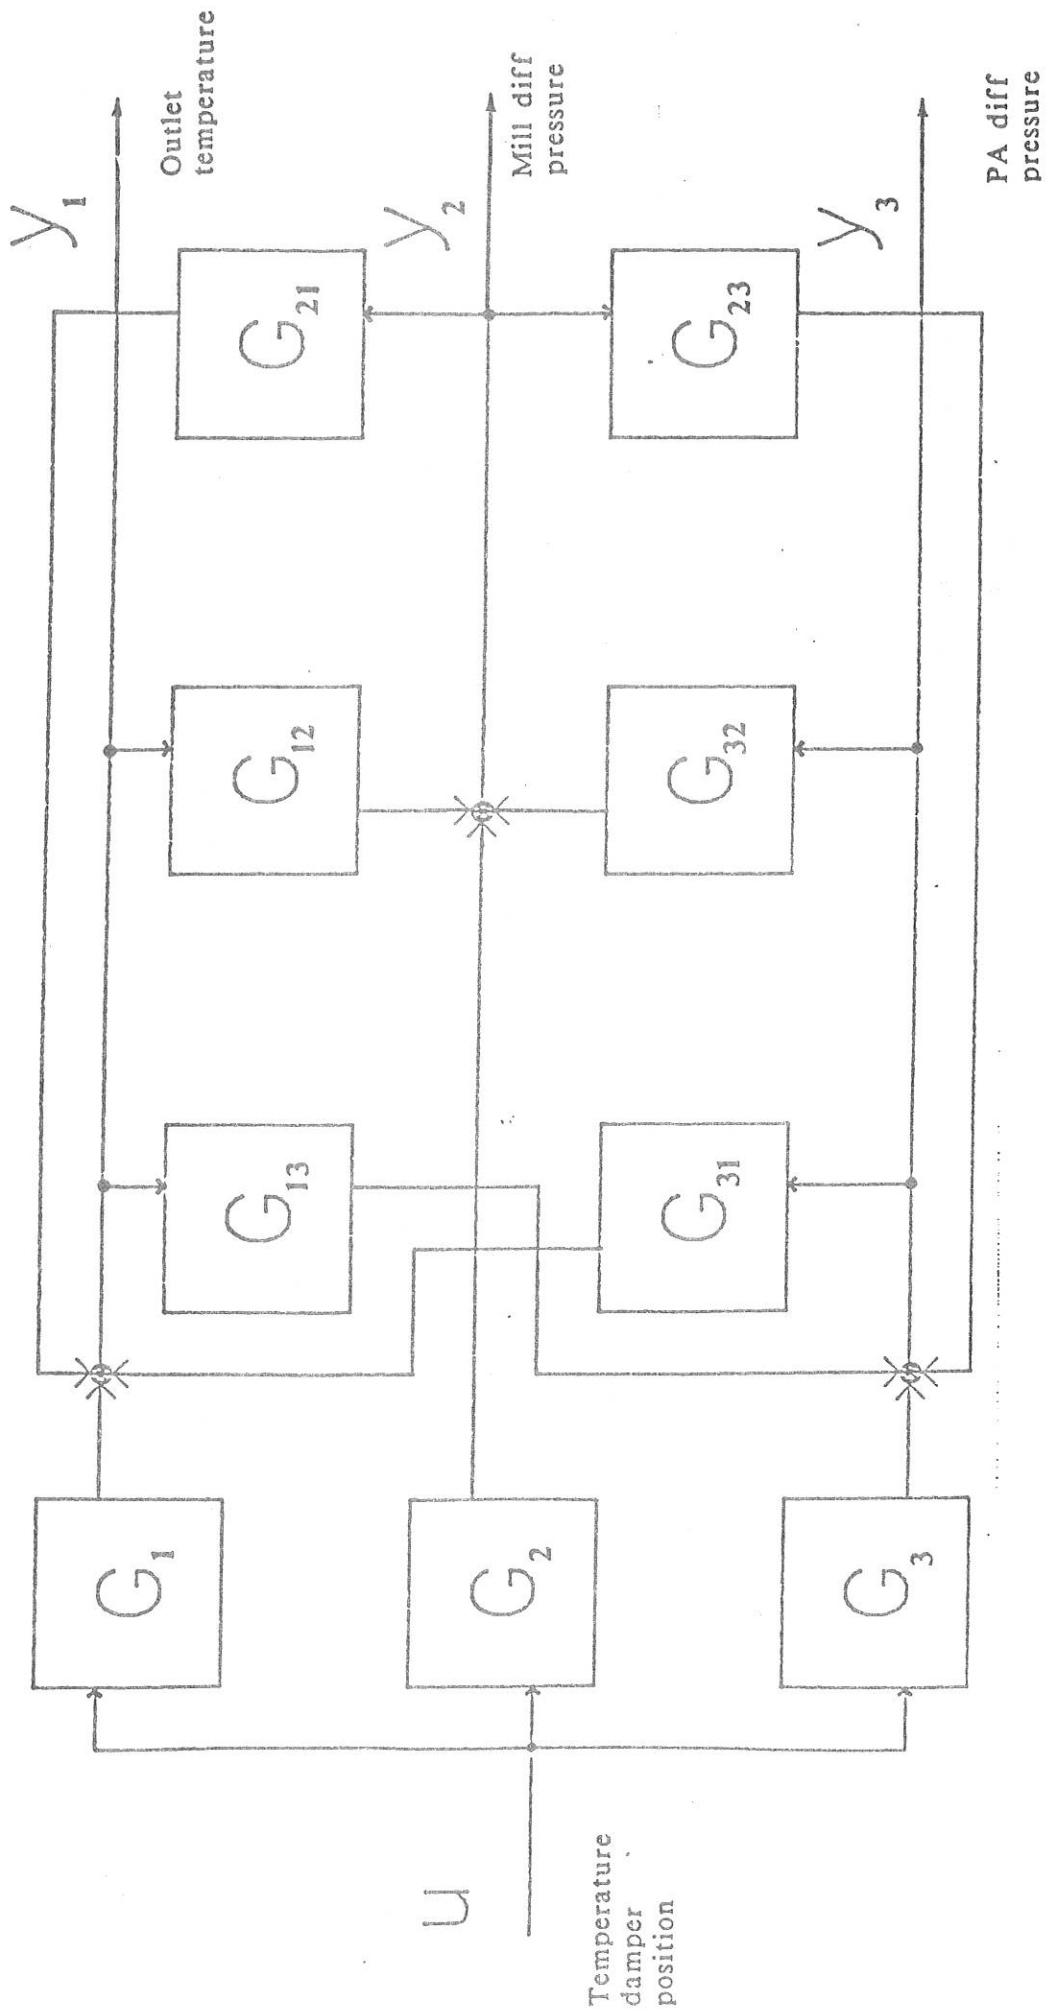 u
Temperature
damper
position
G1
G2
G3
G13
G31
G12
G32
G21
G23
y1
Outlet
temperature
y2
Mill diff
pressure
y3
PA diff
pressure